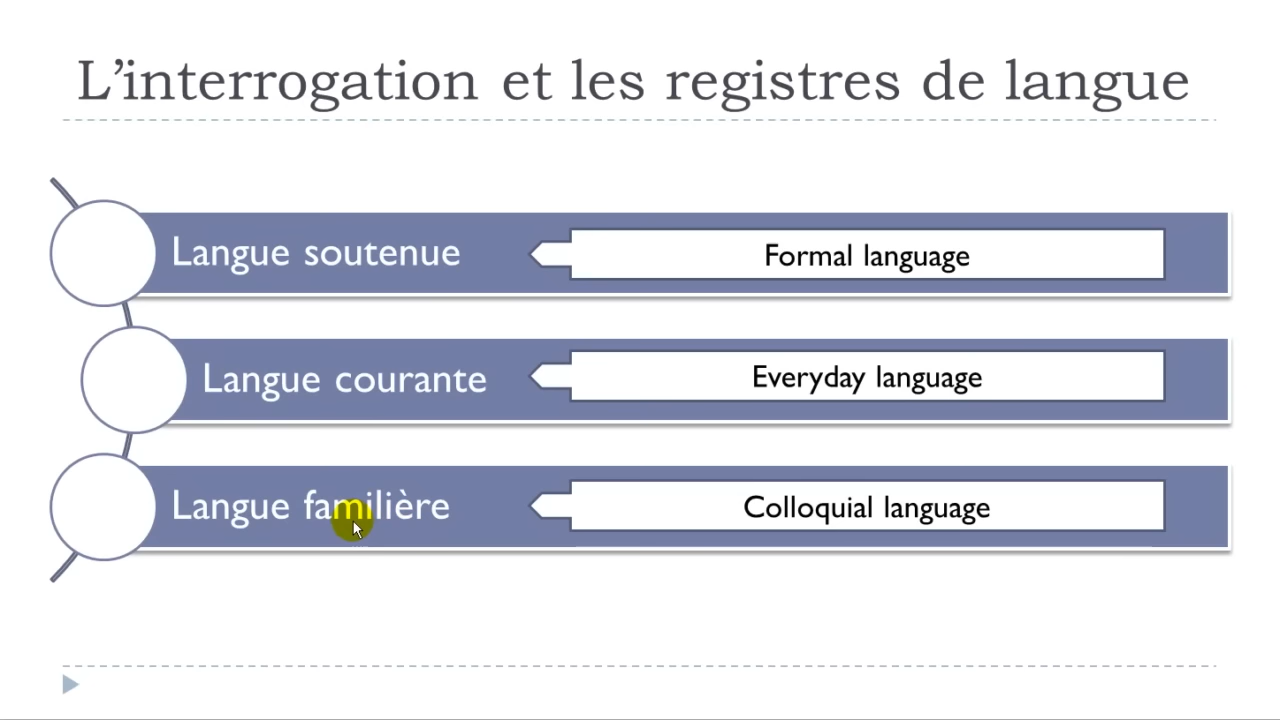 L’interrogation et les registres de langue
Langue soutenue
Formal language
Langue courante
Everyday language
Langue familière
Colloquial language